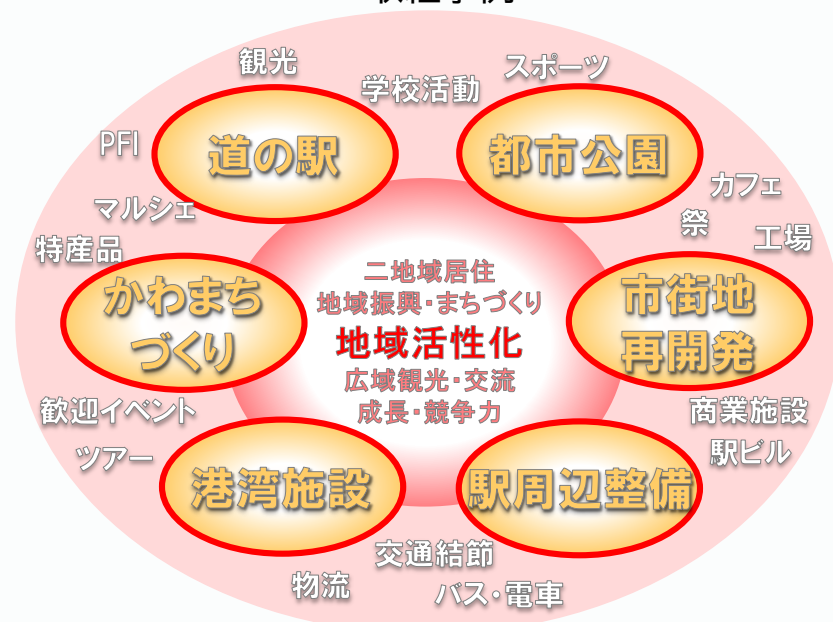 観光
学校活動
スポーツ
PFI
道の駅
都市公園
カフェ
マルシェ
祭
工場
特産品
かわまち
づくり
二地域居住
地域振興・まちづくり
地域活性化
広域観光・交流
成長・競争力
市街地
再開発
歓迎イベント
商業施設
ツアー
駅ビル
港湾施設
駅周辺整備
交通結節
物流
バス・電車